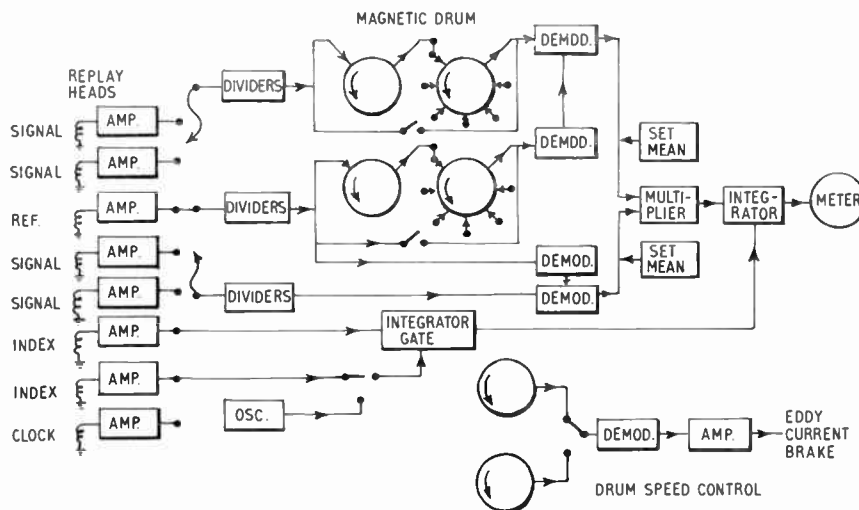 MAGNETIC DRUM
REPLAY
HEADS
SIGNAL
AMP.
SIGNAL
AMP.
REF.
AMP.
SIGNAL
AMP.
SIGNAL
AMP.
INDEX
AMP.
INDEX
AMP.
CLOCK
AMP.
DIVIDERS
DIVIDERS
DIVIDERS
DEMOD.
DEMOD.
DEMOD.
DEMOD.
SET
MEAN
MULTI-
PLIER
INTEG-
RATOR
METER
SET
MEAN
INTEGRATOR
GATE
OSC.
DEMOD.
AMP.
EDDY
CURRENT
BRAKE
DRUM SPEED CONTROL